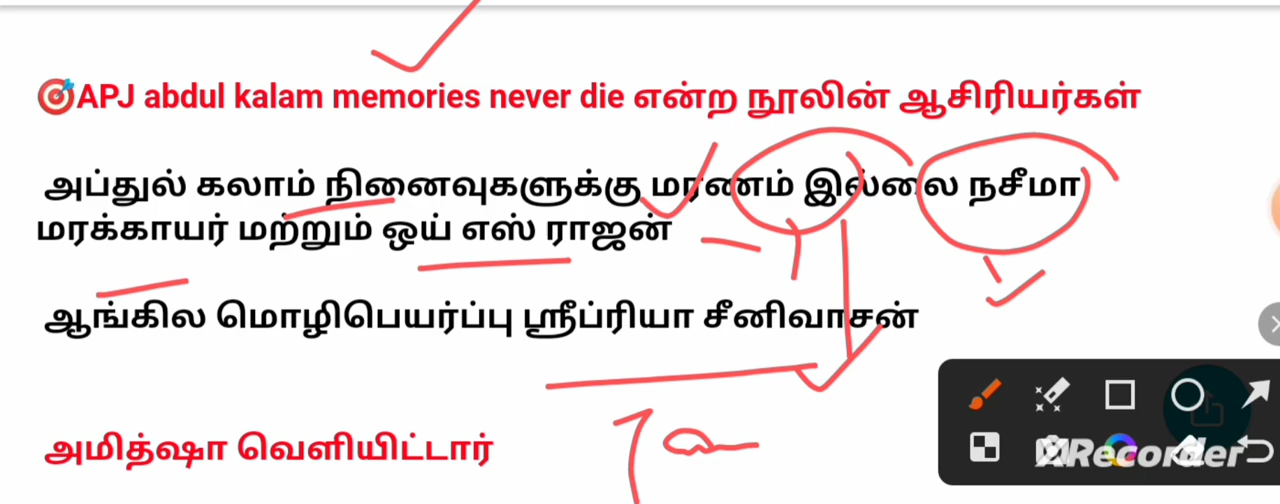 🎯APJ abdul kalam memories never die என்ற நூலின் ஆசிரியர்கள்
அப்துல் கலாம் நினைவுகளுக்கு மரணம் இல்லை நசீமா
மரக்காயர் மற்றும் ஒய் எஸ் ராஜன்
ஆங்கில மொழிபெயர்ப்பு ஸ்ரீப்ரியா சீனிவாசன்
அமித்ஷா வெளியிட்டார்
XRecorder